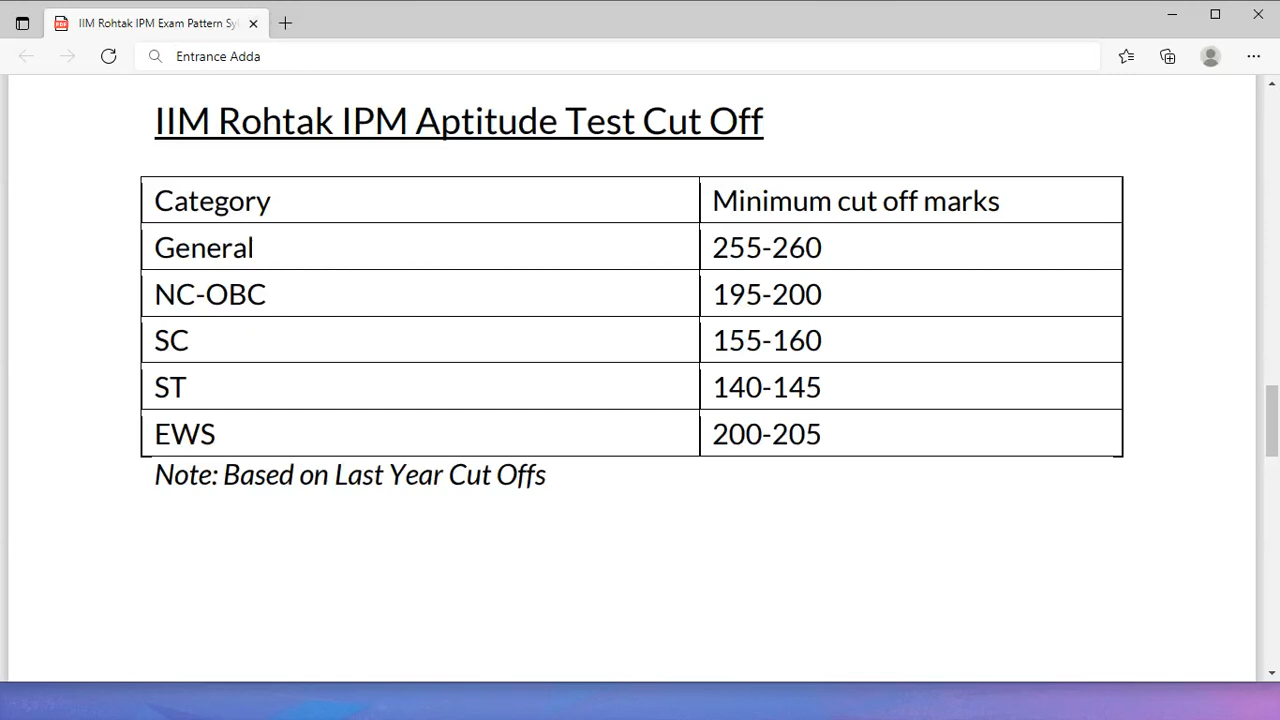 IIM Rohtak IPM Exam Pattern Syl
Entrance Adda
IIM Rohtak IPM Aptitude Test Cut Off
Category Minimum cut off marks
General 255-260
NC-OBC 195-200
SC 155-160
ST 140-145
EWS 200-205
Note: Based on Last Year Cut Offs